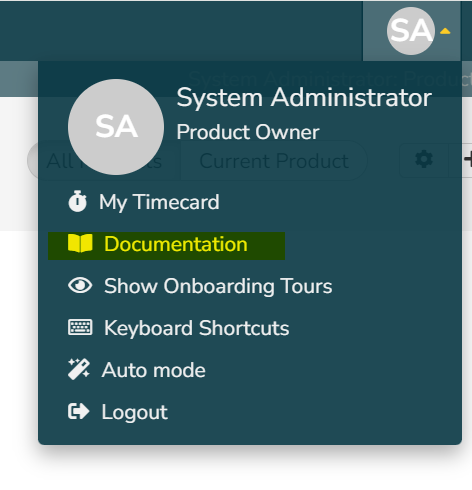 SA
System Administrator
Product Owner
SA
All
Current Product
My Timecard
Documentation
Show Onboarding Tours
Keyboard Shortcuts
Auto mode
Logout